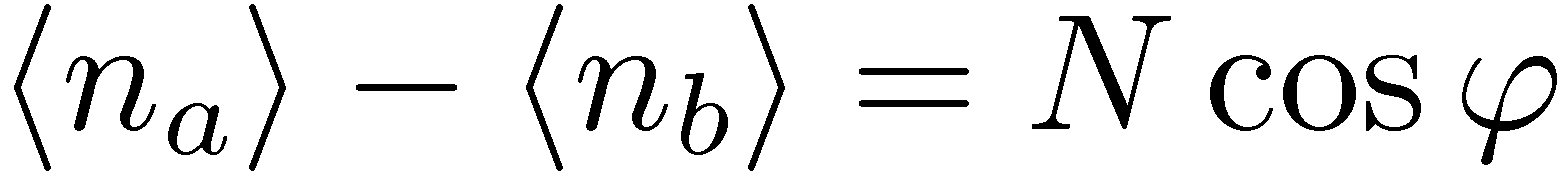 ⟨n_a⟩ − ⟨n_b⟩ = N cos φ